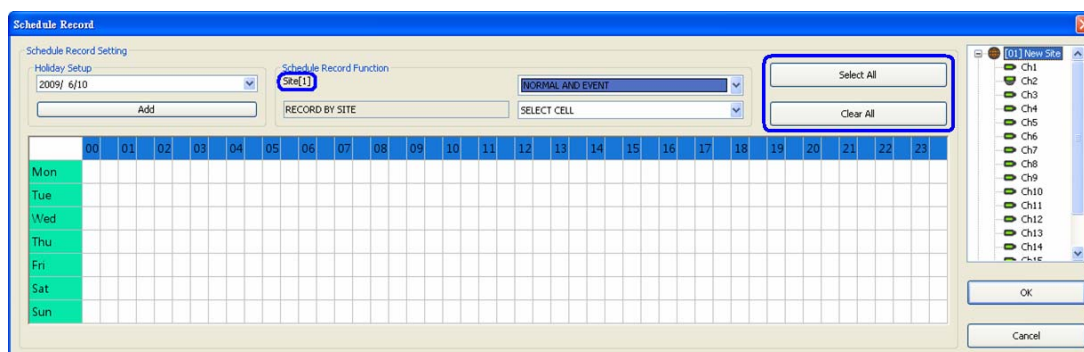 Schedule Record
Schedule Record Setting
Holiday Setup
2009/ 6/10
Add
Schedule Record Function
Site[1]
NORMAL AND EVENT
RECORD BY SITE
SELECT CELL
Select All
Clear All
00 01 02 03 04 05 06 07 08 09 10 11 12 13 14 15 16 17 18 19 20 21 22 23
Mon
Tue
Wed
Thu
Fri
Sat
Sun
[01] New Site
Ch1
Ch2
Ch3
Ch4
Ch5
Ch6
Ch7
Ch8
Ch9
Ch10
Ch11
Ch12
Ch13
Ch14
Ch15
OK
Cancel